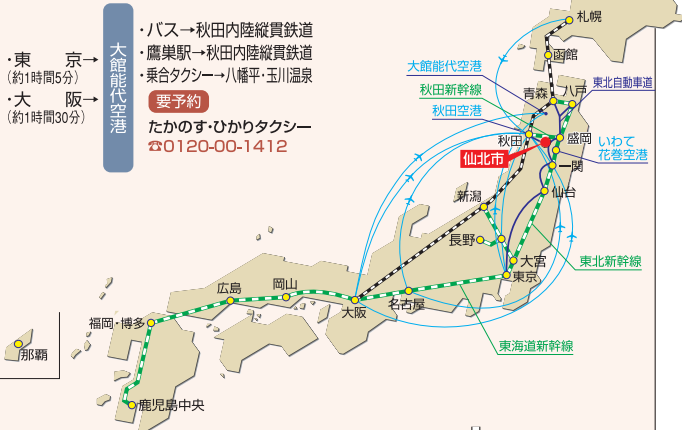 ・東　京→
(約1時間5分)
・大　阪→
(約1時間30分)
大館能代空港
・バス→秋田内陸縦貫鉄道
・鷹巣駅→秋田内陸縦貫鉄道
・乗合タクシー→八幡平・玉川温泉
要予約
たかのす・ひかりタクシー
☎0120-00-1412
札幌
函館
大館能代空港
青森
八戸
東北自動車道
秋田新幹線
秋田空港
秋田
盛岡
いわて
花巻空港
仙北市
一関
仙台
新潟
長野
大宮
東京
東北新幹線
名古屋
大阪
岡山
広島
東海道新幹線
福岡・博多
那覇
鹿児島中央